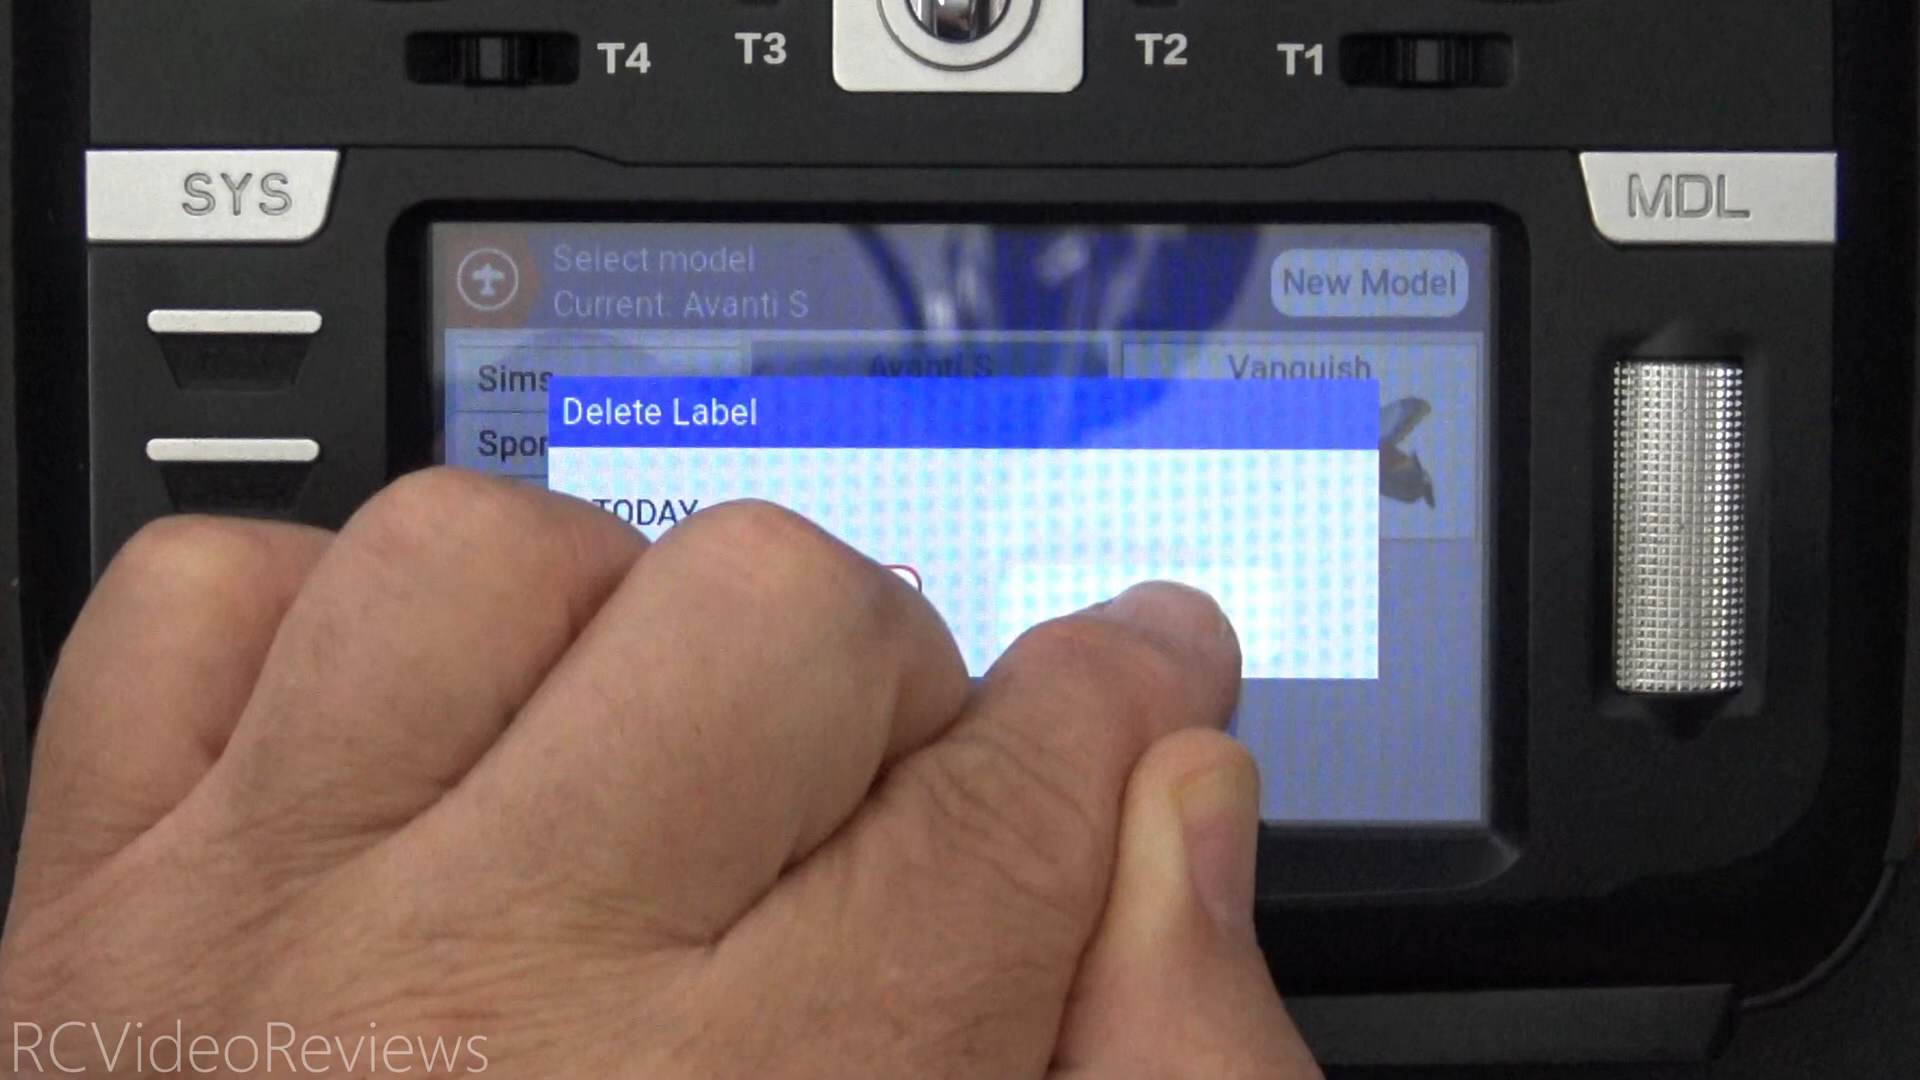 T4
T3
T2
T1
SYS
MDL
Select model
Current: Avanti S
New Model
Sims
Avanti S
Vanquish
Delete Label
TODAY
RCVideoReviews